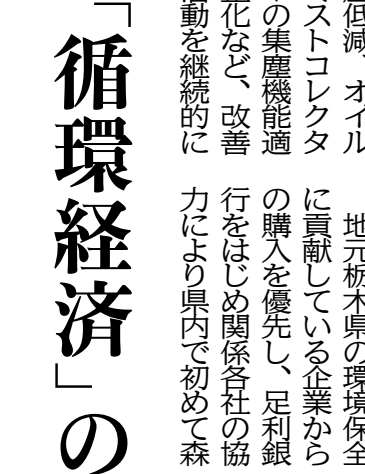 低減、オイル
ストコレクタ
の集塵機能適
化など、改善
動を継続的に
地元栃木県の環境保全
に貢献している企業から
の購入を優先し、足利銀
行をはじめ関係各社の協
力により県内で初めて森
「循環経済」の